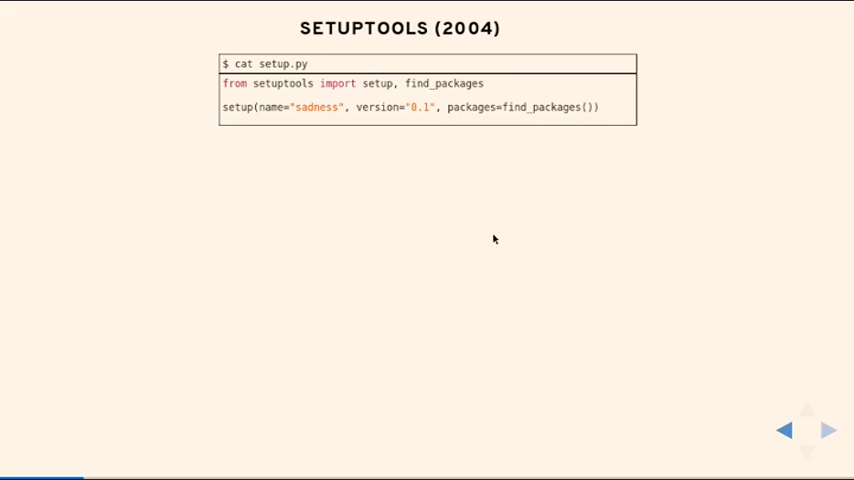 SETUPTOOLS (2004)
$ cat setup.py
from setuptools import setup, find_packages
setup(name="sadness", version="0.1", packages=find_packages())